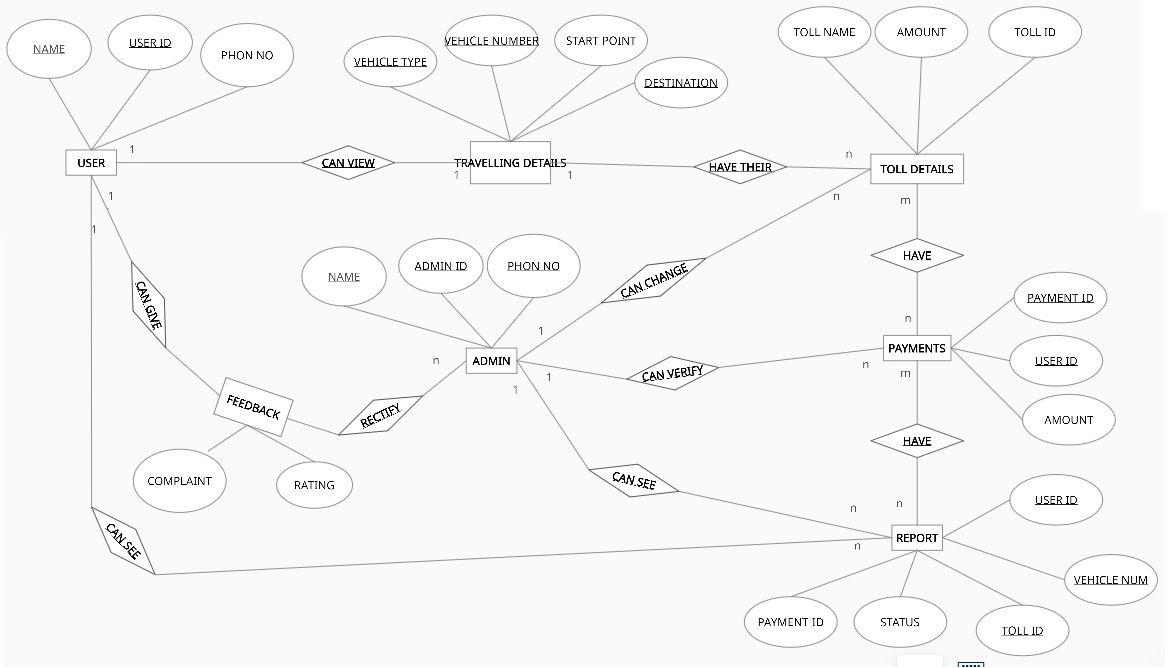 NAME
USER ID
PHON NO
VEHICLE TYPE
VEHICLE NUMBER
START POINT
DESTINATION
TOLL NAME
AMOUNT
TOLL ID
USER
1
CAN VIEW
1
TRAVELLING DETAILS
1
HAVE THEIR
n
TOLL DETAILS
1
1
n
m
NAME
ADMIN ID
PHON NO
CAN CHANGE
HAVE
CAN GIVE
1
n
PAYMENT ID
n
ADMIN
1
1
CAN VERIFY
n
PAYMENTS
m
USER ID
AMOUNT
FEEDBACK
RECTIFY
HAVE
COMPLAINT
RATING
CAN SEE
n
n
USER ID
CAN SEE
n
REPORT
VEHICLE NUM
PAYMENT ID
STATUS
TOLL ID